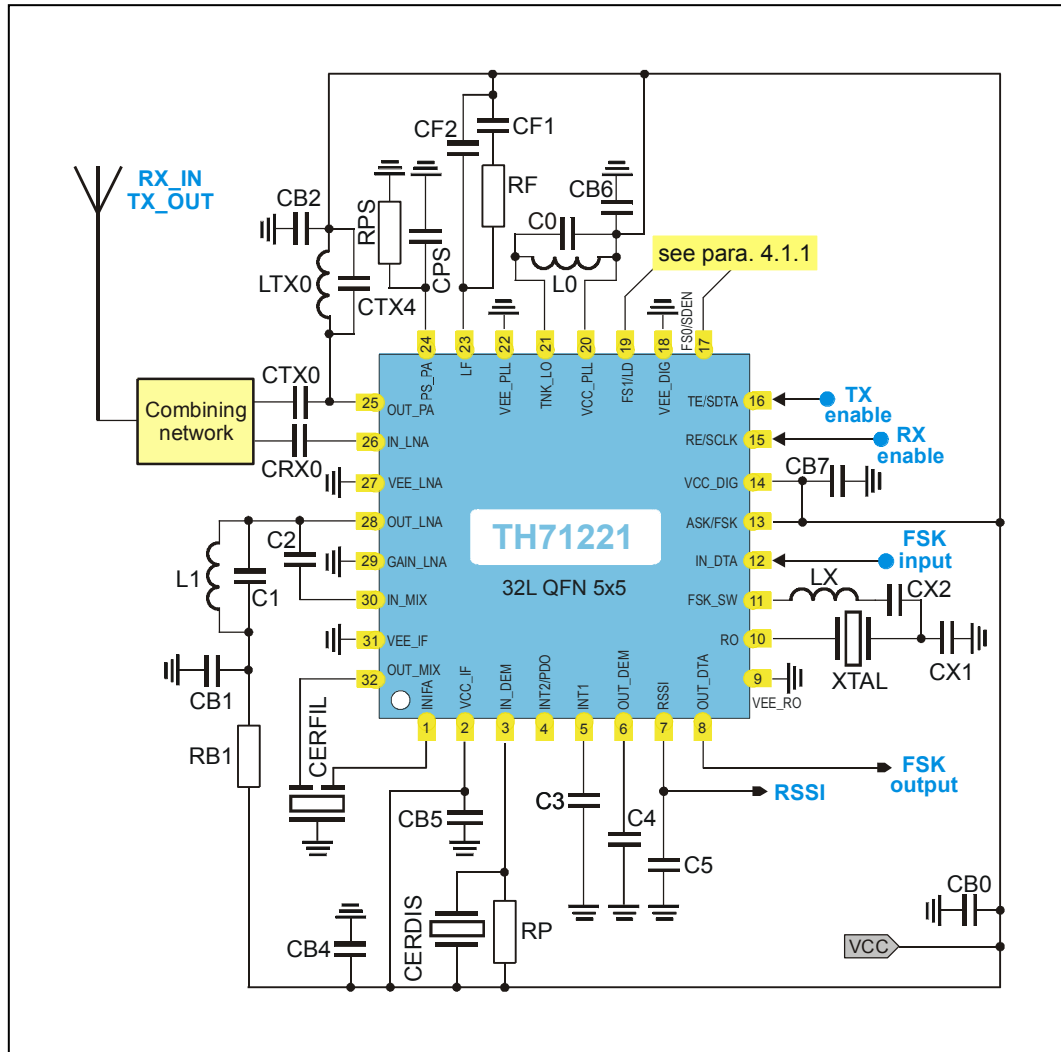 CF2
CF1
RF
CB6
C0
L0
RX_IN
TX_OUT
CB2
RPS
CPS
LTX0
CTX4
see para. 4.1.1
24
23
22
21
20
19
18
17
PS_PA
LF
VEE_PLL
TNK_LO
VCC_PLL
FS1/LD
VEE_DIG
FS0/SDEN
Combining
network
CTX0
CRX0
25 OUT_PA
26 IN_LNA
27 VEE_LNA
28 OUT_LNA
29 GAIN_LNA
30 IN_MIX
31 VEE_IF
32 OUT_MIX
TH71221
32L QFN 5x5
TE/SDTA 16
TX
enable
RE/SCLK 15
RX
enable
VCC_DIG 14
CB7
ASK/FSK 13
IN_DTA 12
FSK
input
FSK_SW 11
LX
CX2
RO 10
XTAL
CX1
9
VEE_RO
C2
L1
C1
CB1
RB1
INIFA
VCC_IF
IN_DEM
INT2/PDO
INT1
OUT_DEM
RSSI
OUT_DTA
1
2
3
4
5
6
7
8
CERFIL
CB5
C3
C4
C5
RSSI
FSK
output
CERDIS
RP
CB4
CB0
VCC